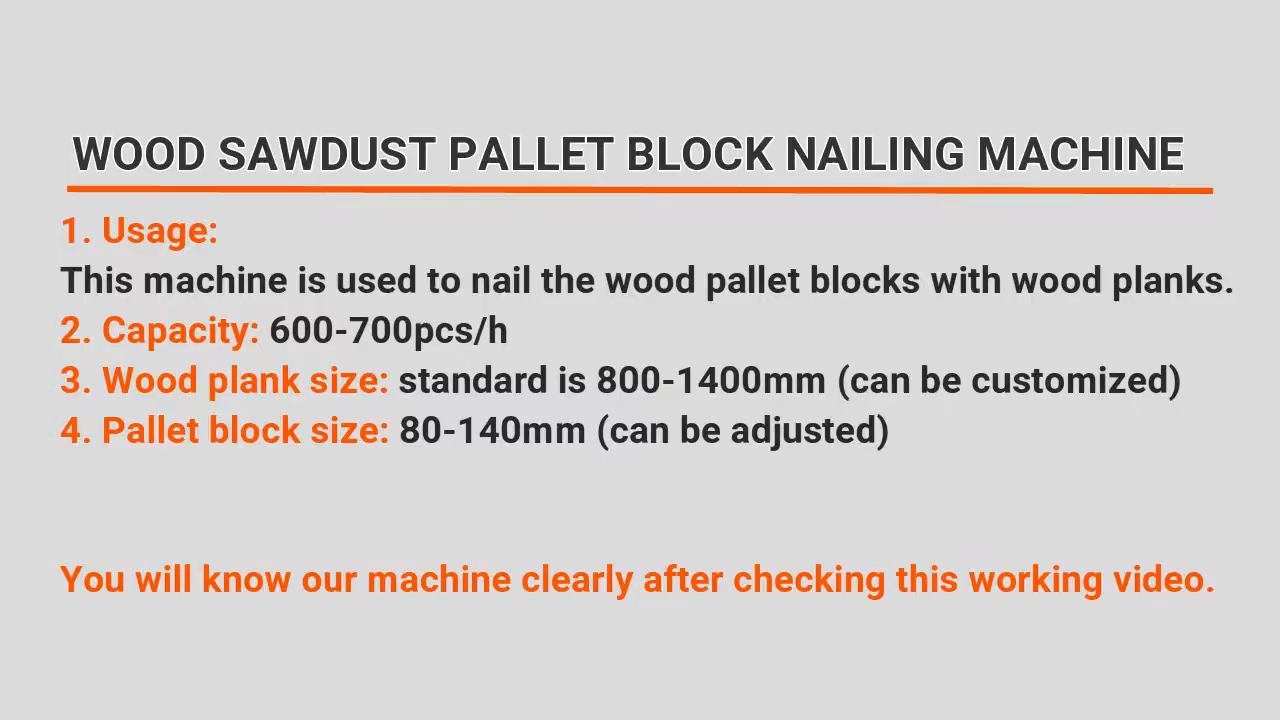 WOOD SAWDUST PALLET BLOCK NAILING MACHINE
1. Usage:
This machine is used to nail the wood pallet blocks with wood planks.
2. Capacity: 600-700pcs/h
3. Wood plank size: standard is 800-1400mm (can be customized)
4. Pallet block size: 80-140mm (can be adjusted)
You will know our machine clearly after checking this working video.